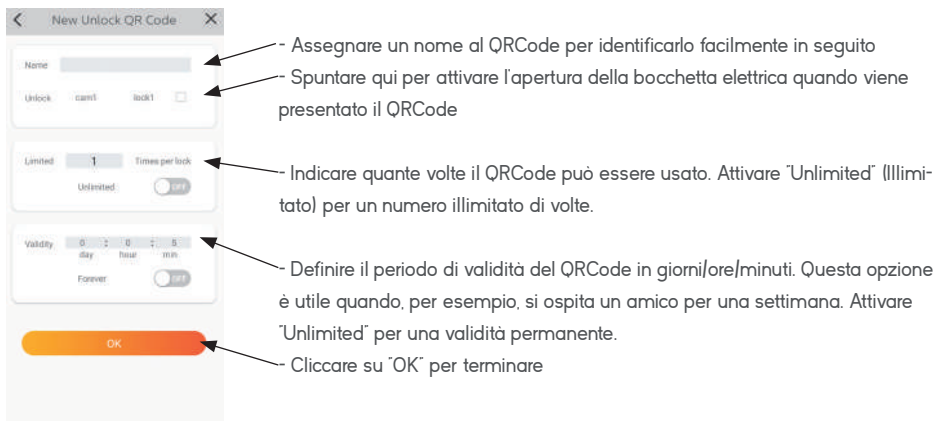 New Unlock QR Code
Name
Unlock cam1 lock1
Limited 1 Times per lock
Unlimited OFF
Validity 0 : 0 : 5
day hour min
Forever OFF
OK
- Assegnare un nome al QRCode per identificarlo facilmente in seguito
- Spuntare qui per attivare l'apertura della bocchetta elettrica quando viene
presentato il QRCode
- Indicare quante volte il QRCode può essere usato. Attivare "Unlimited" (Illimi-
tato) per un numero illimitato di volte.
- Definire il periodo di validità del QRCode in giorni/ore/minuti. Questa opzione
è utile quando, per esempio, si ospita un amico per una settimana. Attivare
"Unlimited" per una validità permanente.
- Cliccare su "OK" per terminare